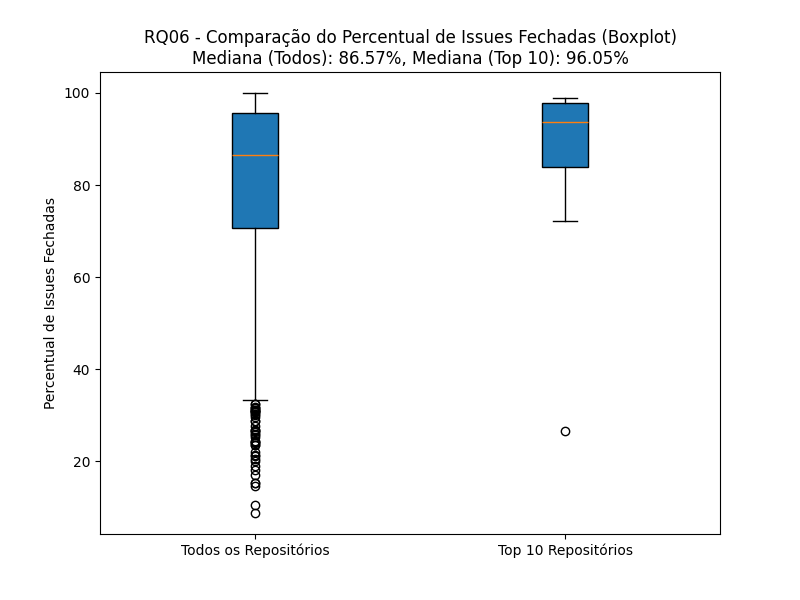 RQ06 - Comparação do Percentual de Issues Fechadas (Boxplot)
Mediana (Todos): 86.57%, Mediana (Top 10): 96.05%
Percentual de Issues Fechadas
100
80
60
40
20
Todos os Repositórios
Top 10 Repositórios